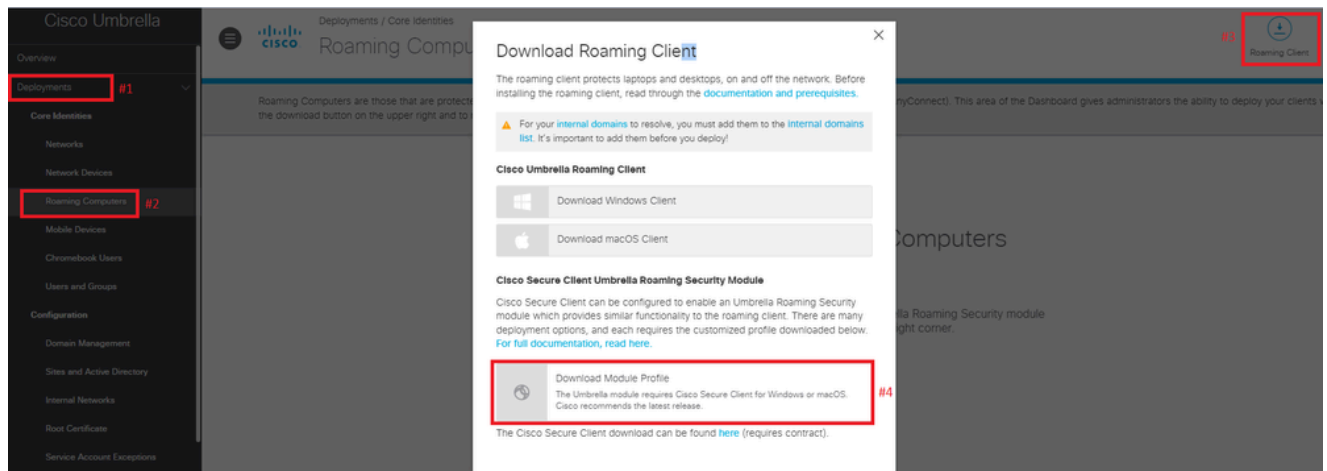 Cisco Umbrella
Overview
Deployments
#1
Core Identities
Networks
Network Devices
Roaming Computers
#2
Mobile Devices
Chromebook Users
Users and Groups
Configuration
Domain Management
Sites and Active Directory
Internal Networks
Root Certificate
Service Account Exceptions
CISCO
Deployments / Core Identities
Roaming Compu
#3
Roaming Client
Roaming Computers are those that are protecte
nyConnect). This area of the Dashboard gives administrators the ability to deploy your clients
the download button on the upper right and to
Computers
lla Roaming Security module
ght corner.
Download Roaming Client
The roaming client protects laptops and desktops, on and off the network. Before
installing the roaming client, read through the documentation and prerequisites.
For your internal domains to resolve, you must add them to the internal domains
list. It's important to add them before you deploy!
Cisco Umbrella Roaming Client
Download Windows Client
Download macOS Client
Cisco Secure Client Umbrella Roaming Security Module
Cisco Secure Client can be configured to enable an Umbrella Roaming Security
module which provides similar functionality to the roaming client. There are many
deployment options, and each requires the customized profile downloaded below.
For full documentation, read here.
Download Module Profile
The Umbrella module requires Cisco Secure Client for Windows or macOS.
Cisco recommends the latest release.
#4
The Cisco Secure Client download can be found here (requires contract).